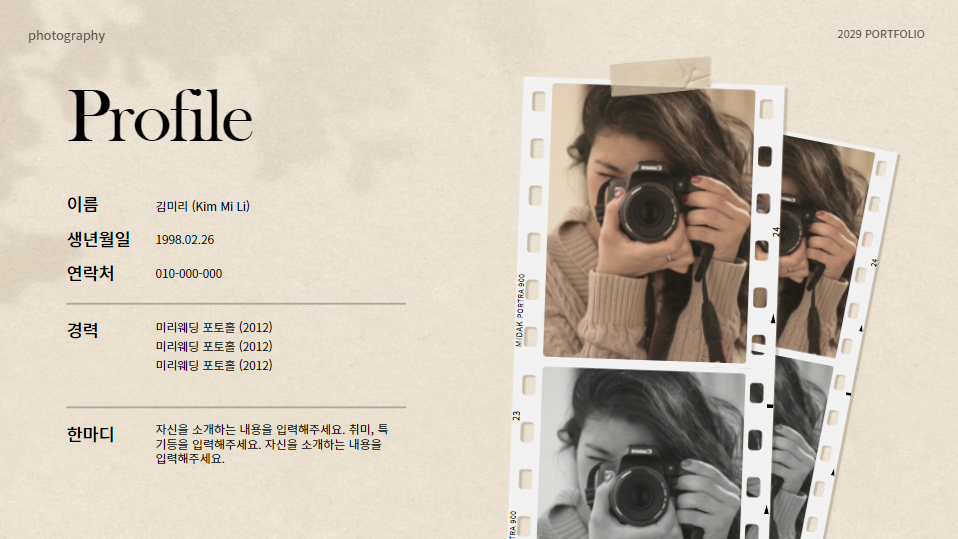 photography
2029 PORTFOLIO
Profile
이름 김미리 (Kim Mi Li)
생년월일 1998.02.26
연락처 010-000-000
경력 미리웨딩 포토홀 (2012)
미리웨딩 포토홀 (2012)
미리웨딩 포토홀 (2012)
한마디 자신을 소개하는 내용을 입력해주세요. 취미, 특
기등을 입력해주세요. 자신을 소개하는 내용을
입력해주세요.
MIDAK PORTRA 900
24
24
23
TRA 900